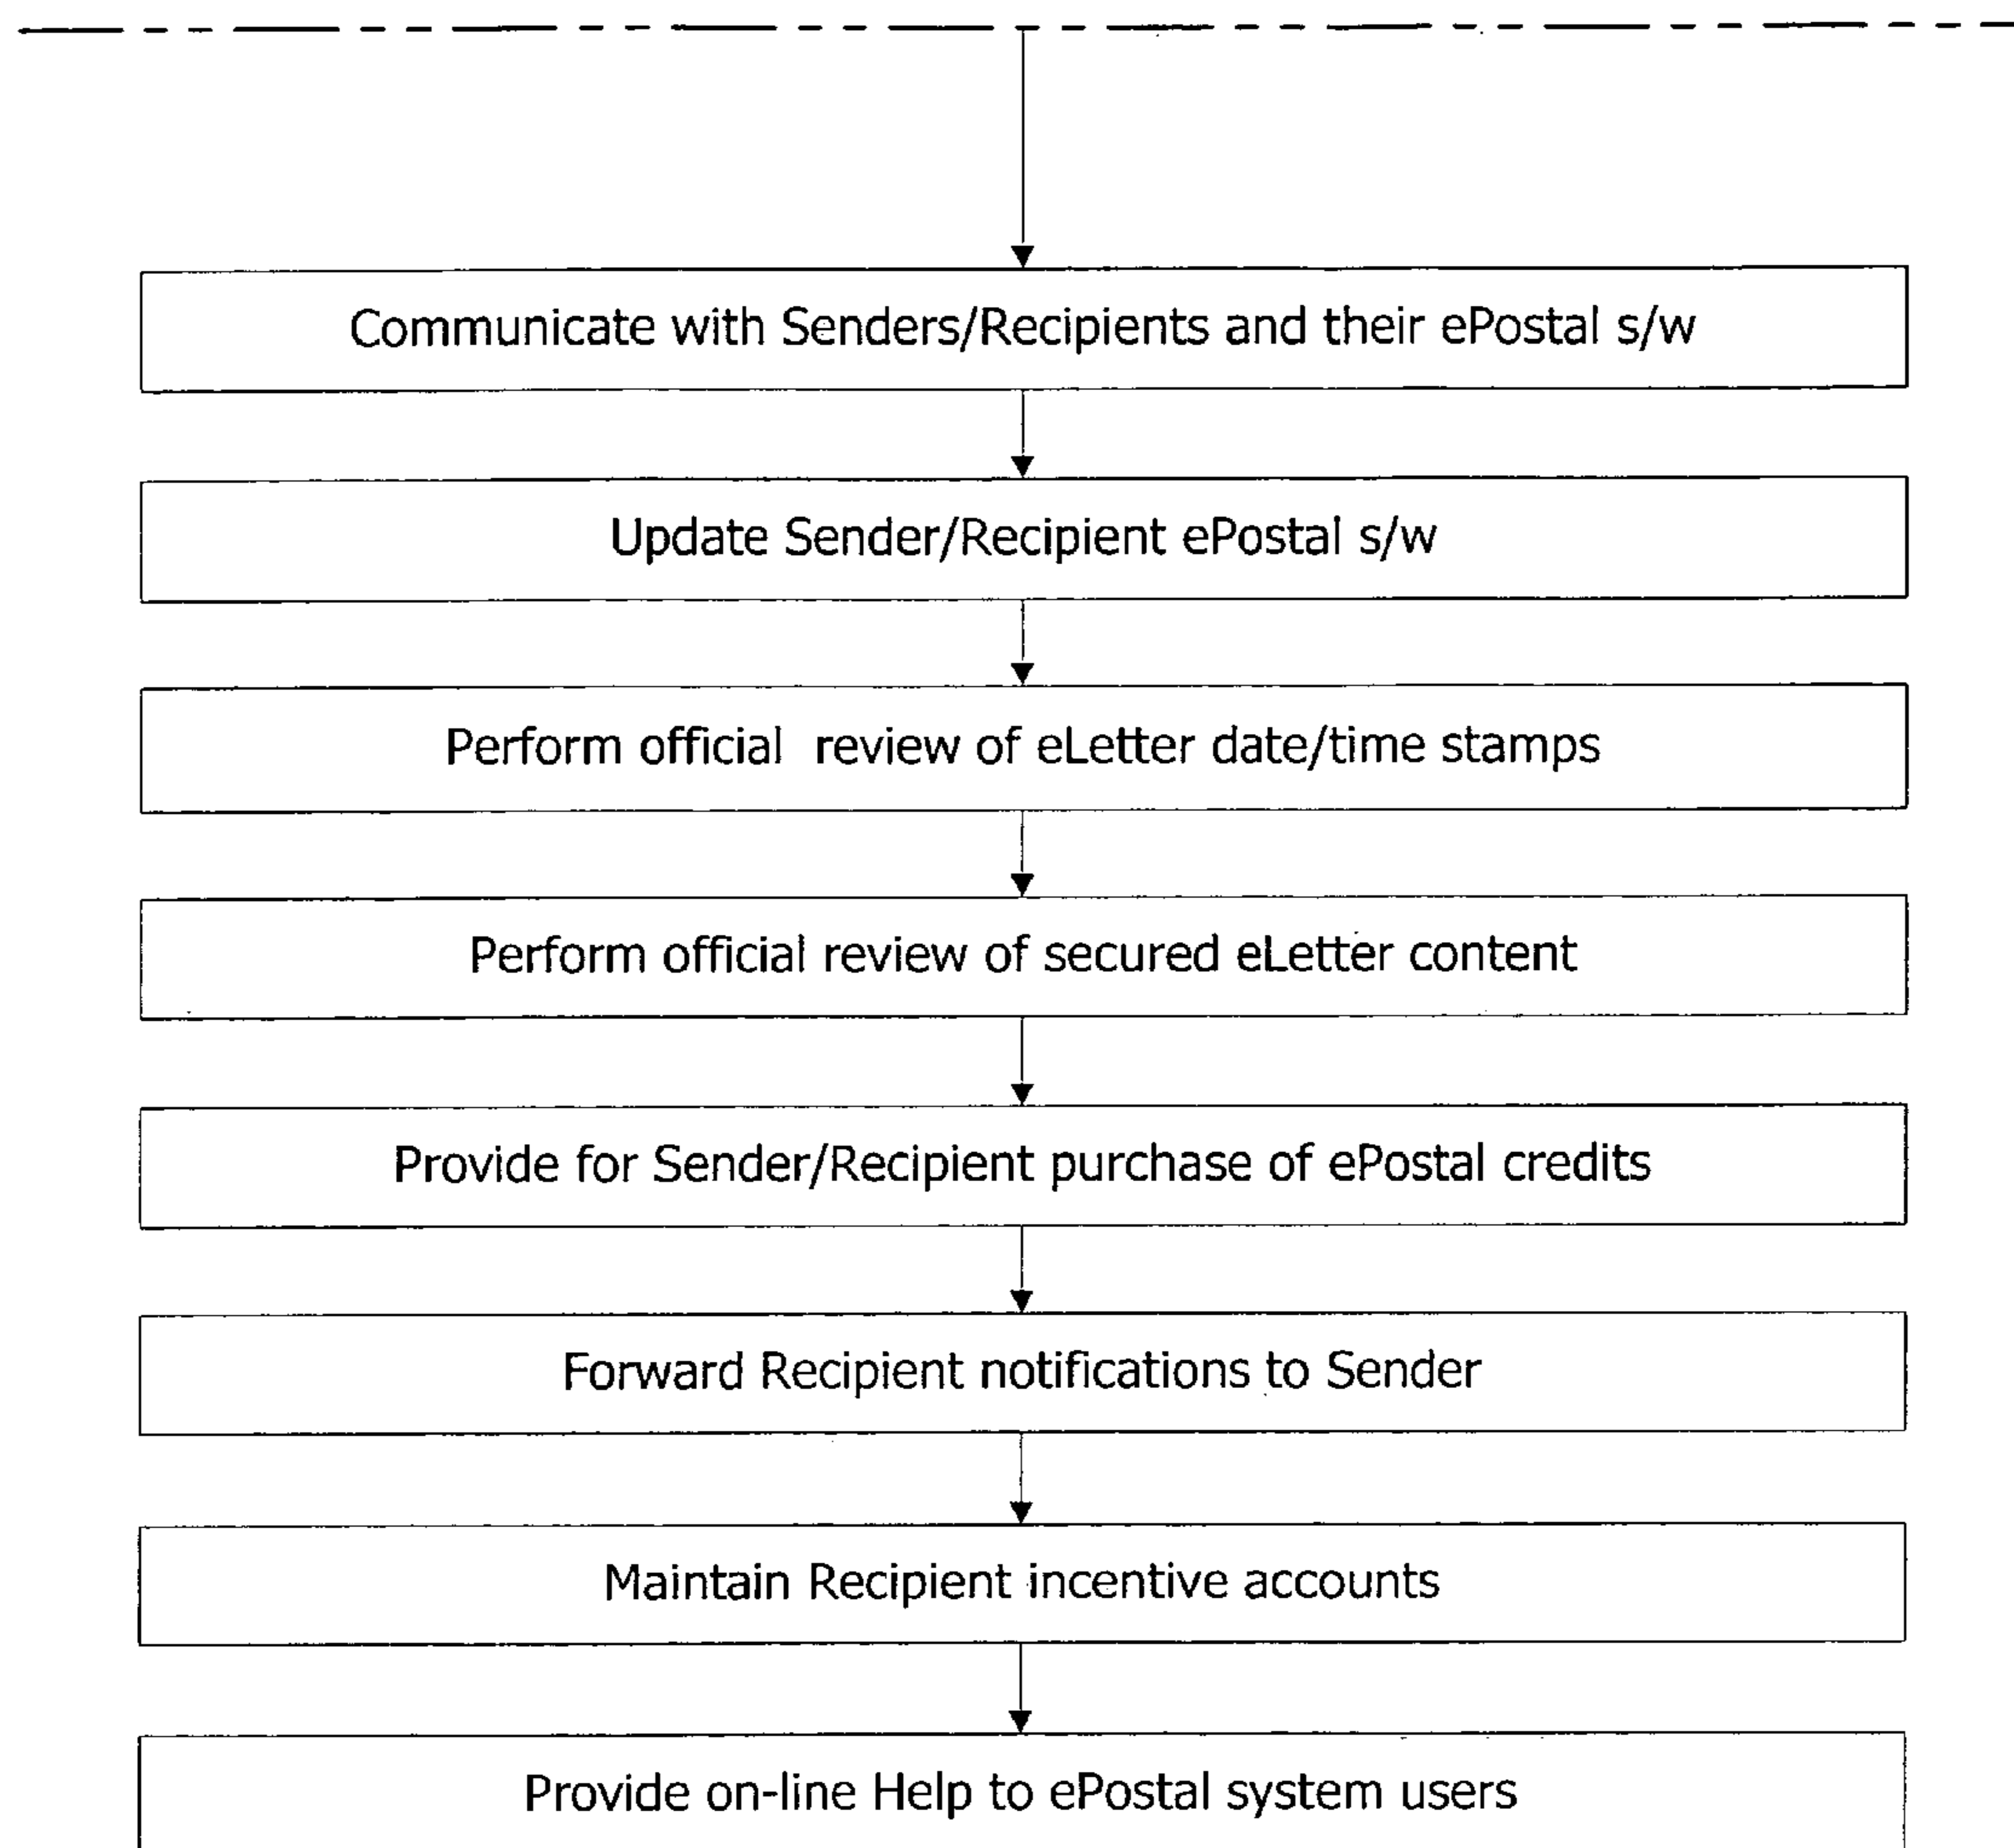 Communicate with Senders/Recipients and their ePostal s/w
Update Sender/Recipient ePostal s/w
Perform official review of eLetter date/time stamps
Perform official review of secured eLetter content
Provide for Sender/Recipient purchase of ePostal credits
Forward Recipient notifications to Sender
Maintain Recipient incentive accounts
Provide on-line Help to ePostal system users